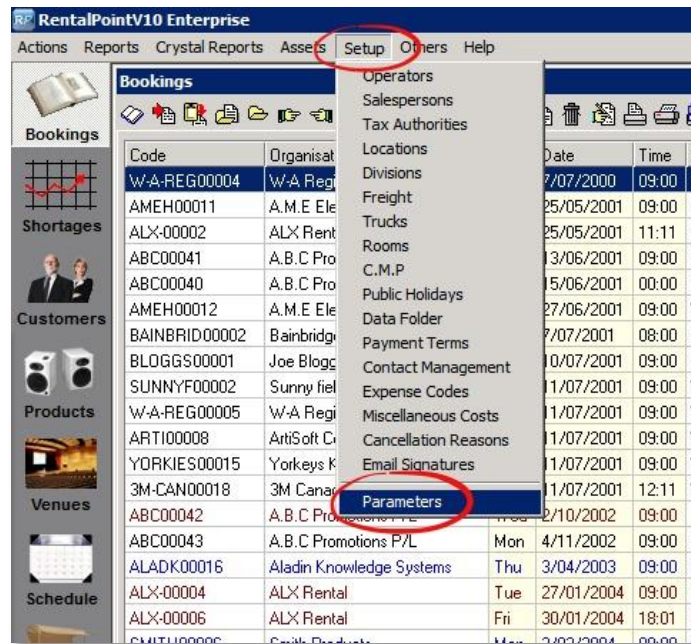 RentalPointV10 Enterprise
Actions Reports Crystal Reports Assets Setup Others Help
Bookings
Bookings
Shortages
Customers
Products
Venues
Schedule
Code Organisat Date Time
W-A-REG00004 W-A Regi 7/07/2000 09:00
AMEH00011 A.M.E Ele 25/05/2001 09:00
ALX-00002 ALX Rent 25/05/2001 11:11
ABC00041 A.B.C Pro 13/06/2001 09:00
ABC00040 A.B.C Pro 15/06/2001 00:00
AMEH00012 A.M.E Ele 27/06/2001 09:00
BAINBRID00002 Bainbridg 7/07/2001 08:00
BLOGGS00001 Joe Blogg 10/07/2001 09:00
SUNNYF00002 Sunny fiel 11/07/2001 09:00
W-A-REG00005 W-A Regi 11/07/2001 09:00
ARTI00008 ArtiSoft C 11/07/2001 09:00
YORKIES00015 Yorkeys K 11/07/2001 09:00
3M-CAN00018 3M Cana 11/07/2001 12:11
ABC00042 A.B.C Promotions P/L Wed 2/10/2002 09:00
ABC00043 A.B.C Promotions P/L Mon 4/11/2002 09:00
ALADK00016 Aladin Knowledge Systems Thu 3/04/2003 09:00
ALX-00004 ALX Rental Tue 27/01/2004 09:00
ALX-00006 ALX Rental Fri 30/01/2004 18:01
Operators
Salespersons
Tax Authorities
Locations
Divisions
Freight
Trucks
Rooms
C.M.P
Public Holidays
Data Folder
Payment Terms
Contact Management
Expense Codes
Miscellaneous Costs
Cancellation Reasons
Email Signatures
Parameters